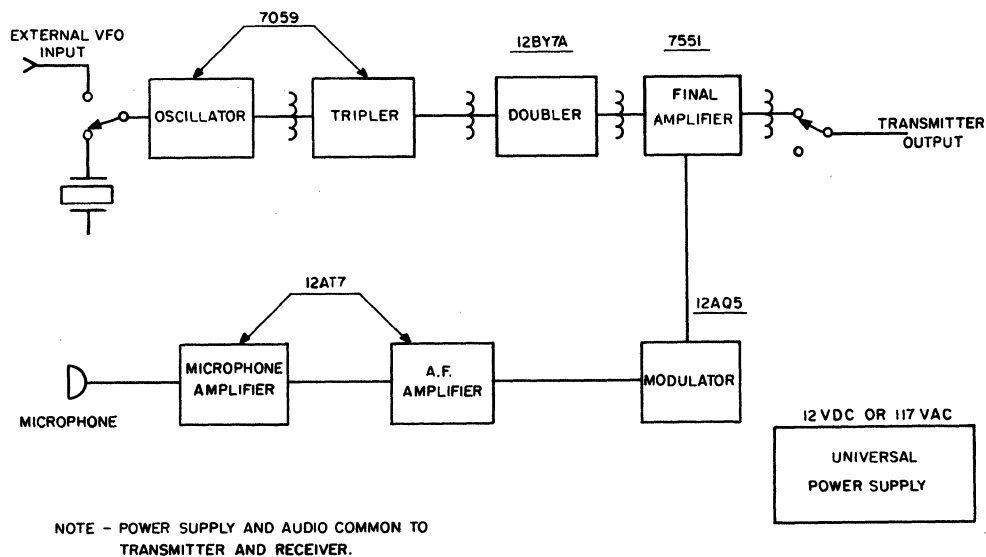 7059
EXTERNAL VFO
INPUT
12BY7A
7551
OSCILLATOR
TRIPLER
DOUBLER
FINAL
AMPLIFIER
TRANSMITTER
OUTPUT
12AT7
12AQ5
MICROPHONE
AMPLIFIER
A.F.
AMPLIFIER
MODULATOR
MICROPHONE
12 VDC OR 117 VAC
UNIVERSAL
POWER SUPPLY
NOTE - POWER SUPPLY AND AUDIO COMMON TO
TRANSMITTER AND RECEIVER.